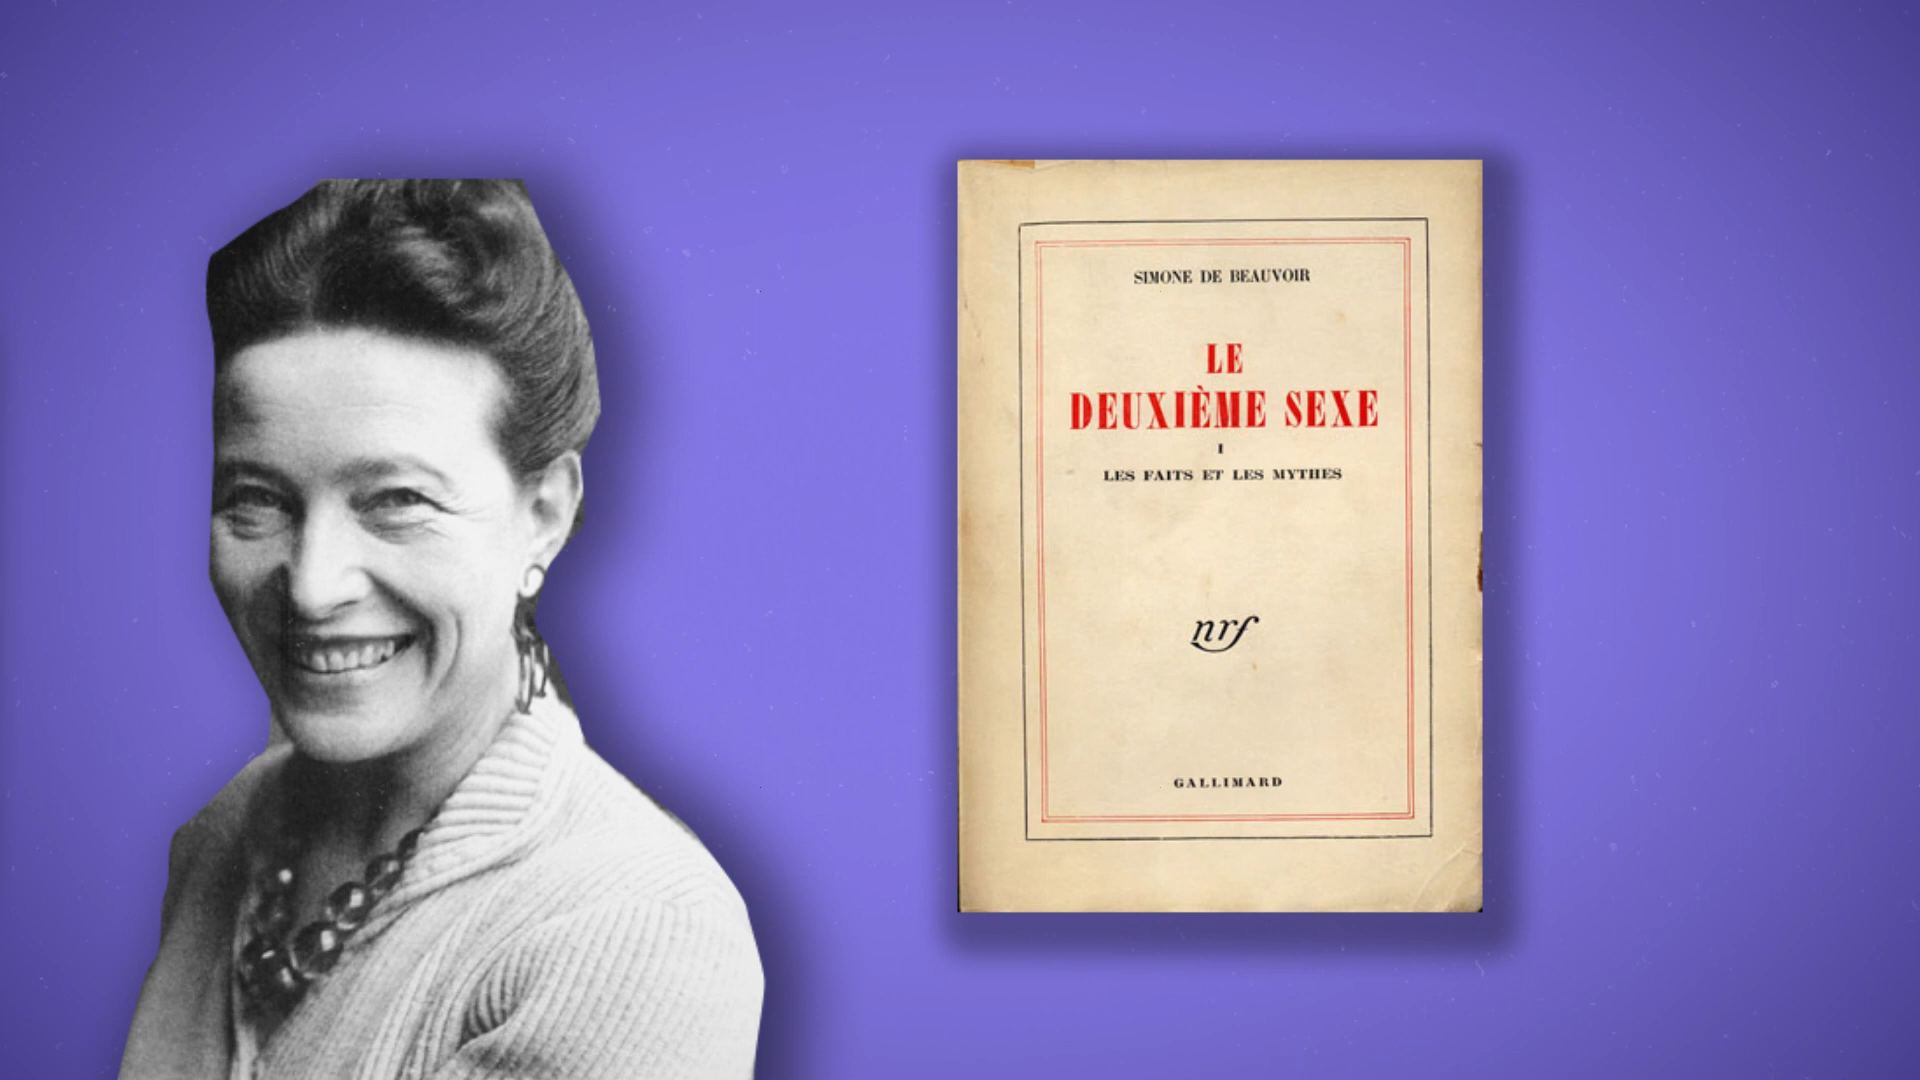 SIMONE DE BEAUVOIR
LE
DEUXIÈME SEXE
I
LES FAITS ET LES MYTHES
nrf
GALLIMARD